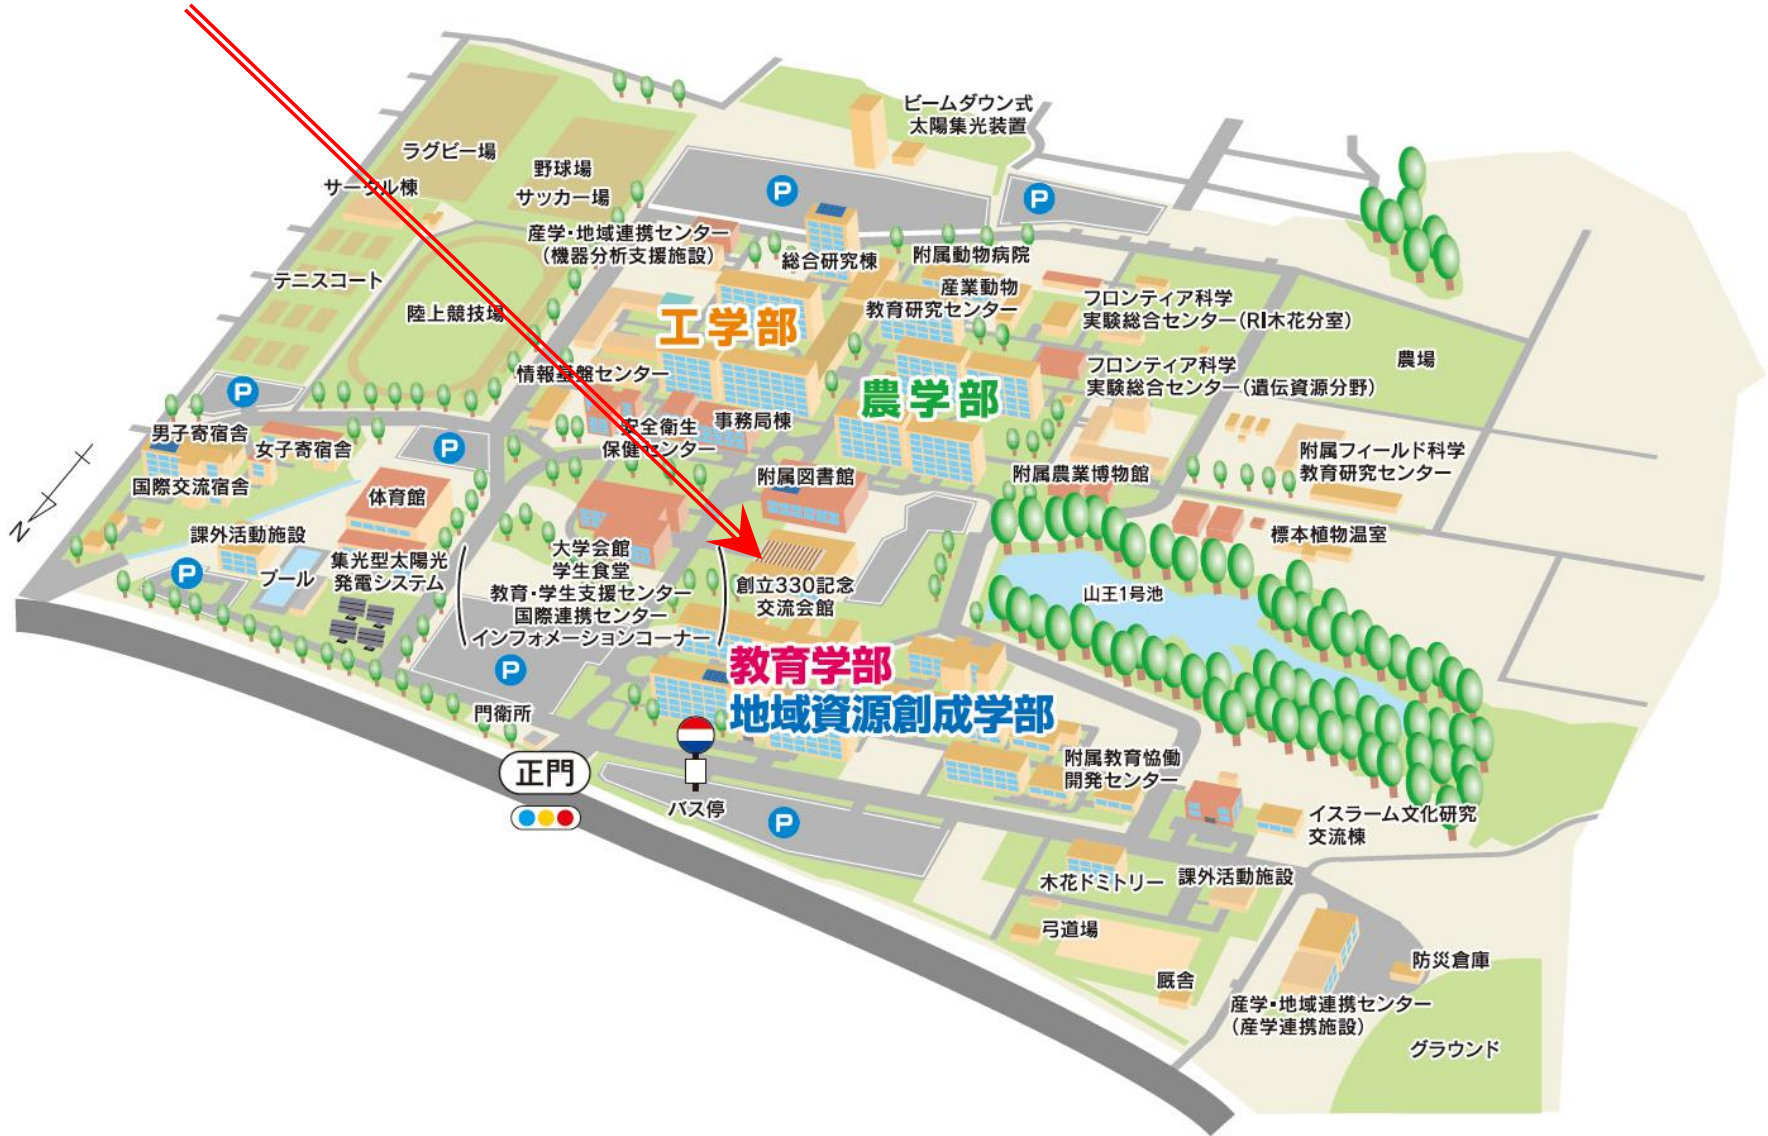 ビームダウン式
太陽集光装置
ラグビー場
野球場
サークル棟
サッカー場
P
P
産学・地域連携センター
(機器分析支援施設)
総合研究棟
附属動物病院
テニスコート
産業動物
教育研究センター
フロンティア科学
実験総合センター(RI木花分室)
陸上競技場
工学部
農場
情報基盤センター
フロンティア科学
実験総合センター(遺伝資源分野)
P
農学部
男子寄宿舎
女子寄宿舎
P
安全衛生
保健センター
事務局棟
附属フィールド科学
教育研究センター
国際交流宿舎
体育館
附属図書館
附属農業博物館
N
課外活動施設
標本植物温室
P
プール
集光型太陽光
発電システム
大学会館
学生食堂
教育・学生支援センター
国際連携センター
インフォメーションコーナー
創立330記念
交流会館
山王1号池
P
教育学部
地域資源創成学部
門衛所
正門
バス停
P
附属教育協働
開発センター
イスラーム文化研究
交流棟
木花ドミトリー
課外活動施設
弓道場
厩舎
防災倉庫
産学・地域連携センター
(産学連携施設)
グラウンド